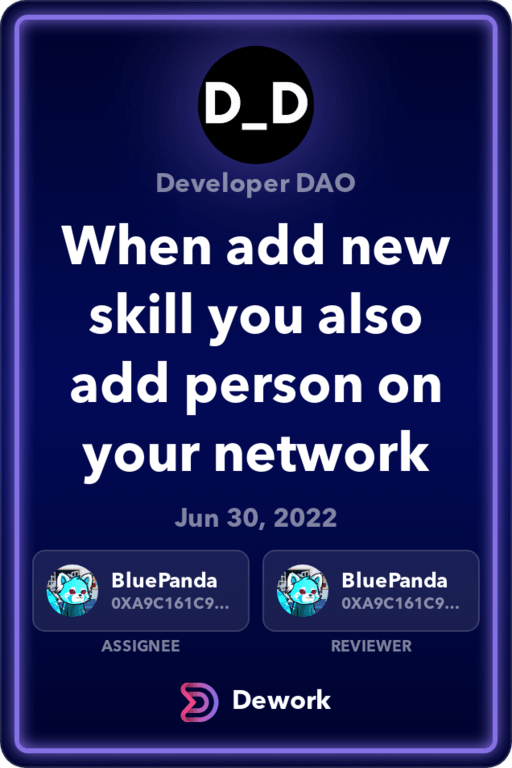 D_D
Developer DAO
When add new
skill you also
add person on
your network
Jun 30, 2022
BluePanda
0XA9C161C9...
ASSIGNEE
BluePanda
0XA9C161C9...
REVIEWER
Dework